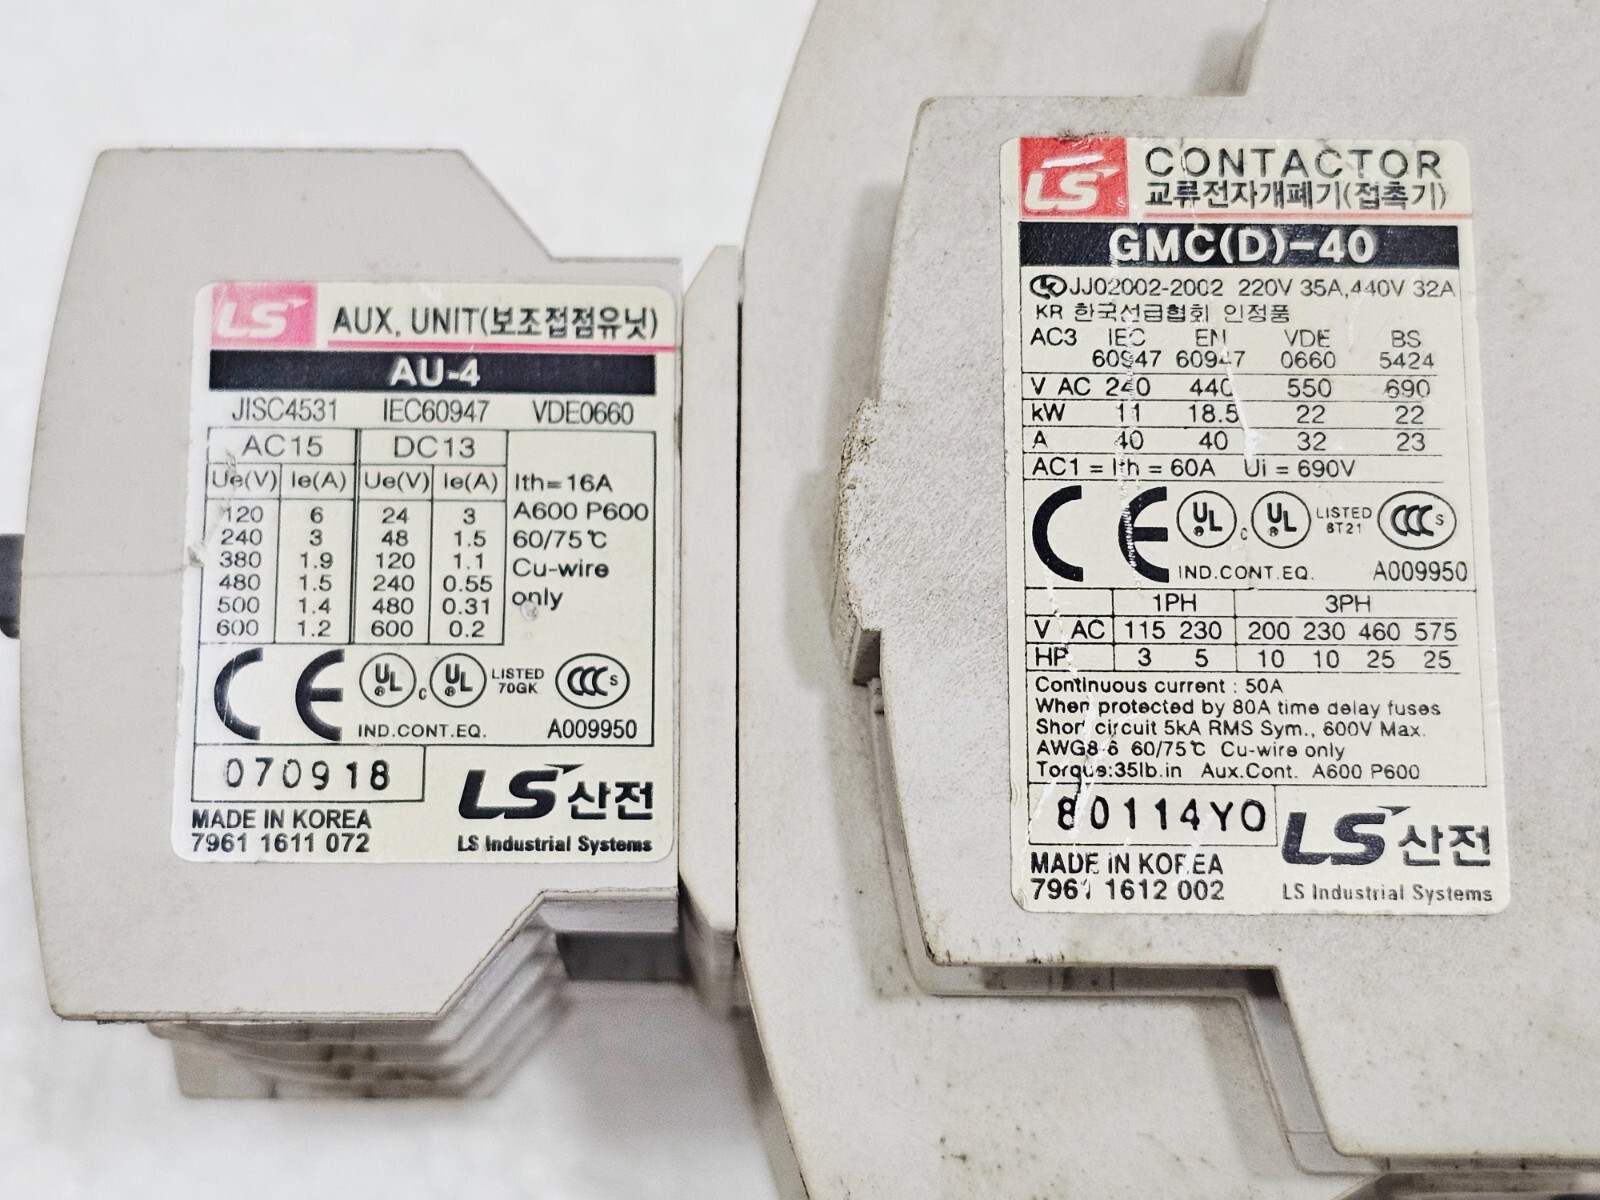 LS AUX. UNIT(보조접점유닛)
AU-4
JISC4531 IEC60947 VDE0660
AC15 DC13
Ue(V) Ie(A) Ue(V) Ie(A) Ith=16A
120 6 24 3 A600 P600
240 3 48 1.5 60/75℃
380 1.9 120 1.1 Cu-wire
480 1.5 240 0.55 only
500 1.4 480 0.31
600 1.2 600 0.2
CE UL c UL LISTED 70GK CCC S
IND.CONT.EQ. A009950
070918 LS산전
MADE IN KOREA
7961 1611 072 LS Industrial Systems
LS CONTACTOR
교류전자개폐기(접촉기)
GMC(D)-40
JJ02002-2002 220V 35A,440V 32A
KR 한국선급협회 인정품
AC3 IEC EN VDE BS
60947 60947 0660 5424
V AC 240 440 550 690
kW 11 18.5 22 22
A 40 40 32 23
AC1 = Ith = 60A Ui = 690V
CE UL c UL LISTED 6T21 CCC S
IND.CONT.EQ. A009950
1PH 3PH
V AC 115 230 200 230 460 575
HP 3 5 10 10 25 25
Continuous current : 50A
When protected by 80A time delay fuses
Short circuit 5kA RMS Sym., 600V Max.
AWG8-6 60/75℃ Cu-wire only
Torque:35lb.in Aux.Cont. A600 P600
80114YO LS산전
MADE IN KOREA
7961 1612 002 LS Industrial Systems